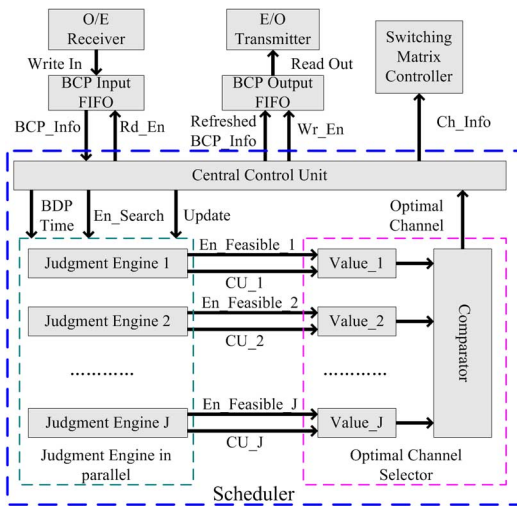 O/E
Receiver
E/O
Transmitter
Switching
Matrix
Controller
Write In
Read Out
BCP Input
FIFO
BCP Output
FIFO
BCP_Info
Rd_En
Refreshed
BCP_Info
Wr_En
Ch_Info
Central Control Unit
BDP
Time
En_Search
Update
Optimal
Channel
En_Feasible_1
Judgment Engine 1
Value_1
CU_1
En_Feasible_2
Judgment Engine 2
Value_2
CU_2
Comparator
............
............
En_Feasible_J
Judgment Engine J
Value_J
CU_J
Judgment Engine in
parallel
Optimal Channel
Selector
Scheduler